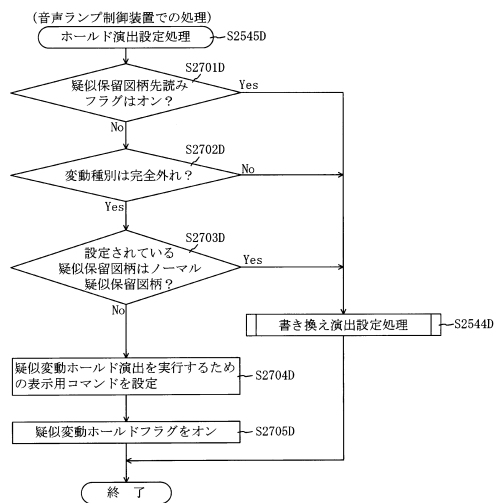 (音声ランプ制御装置での処理)
ホールド演出設定処理 S2545D
S2701D
疑似保留図柄先読み
フラグはオン?
Yes
No
S2702D
変動種別は完全外れ?
No
Yes
S2703D
設定されている
疑似保留図柄はノーマル
疑似保留図柄?
Yes
No
書き換え演出設定処理 S2544D
疑似変動ホールド演出を実行するため
の表示用コマンドを設定
S2704D
疑似変動ホールドフラグをオン S2705D
終 了